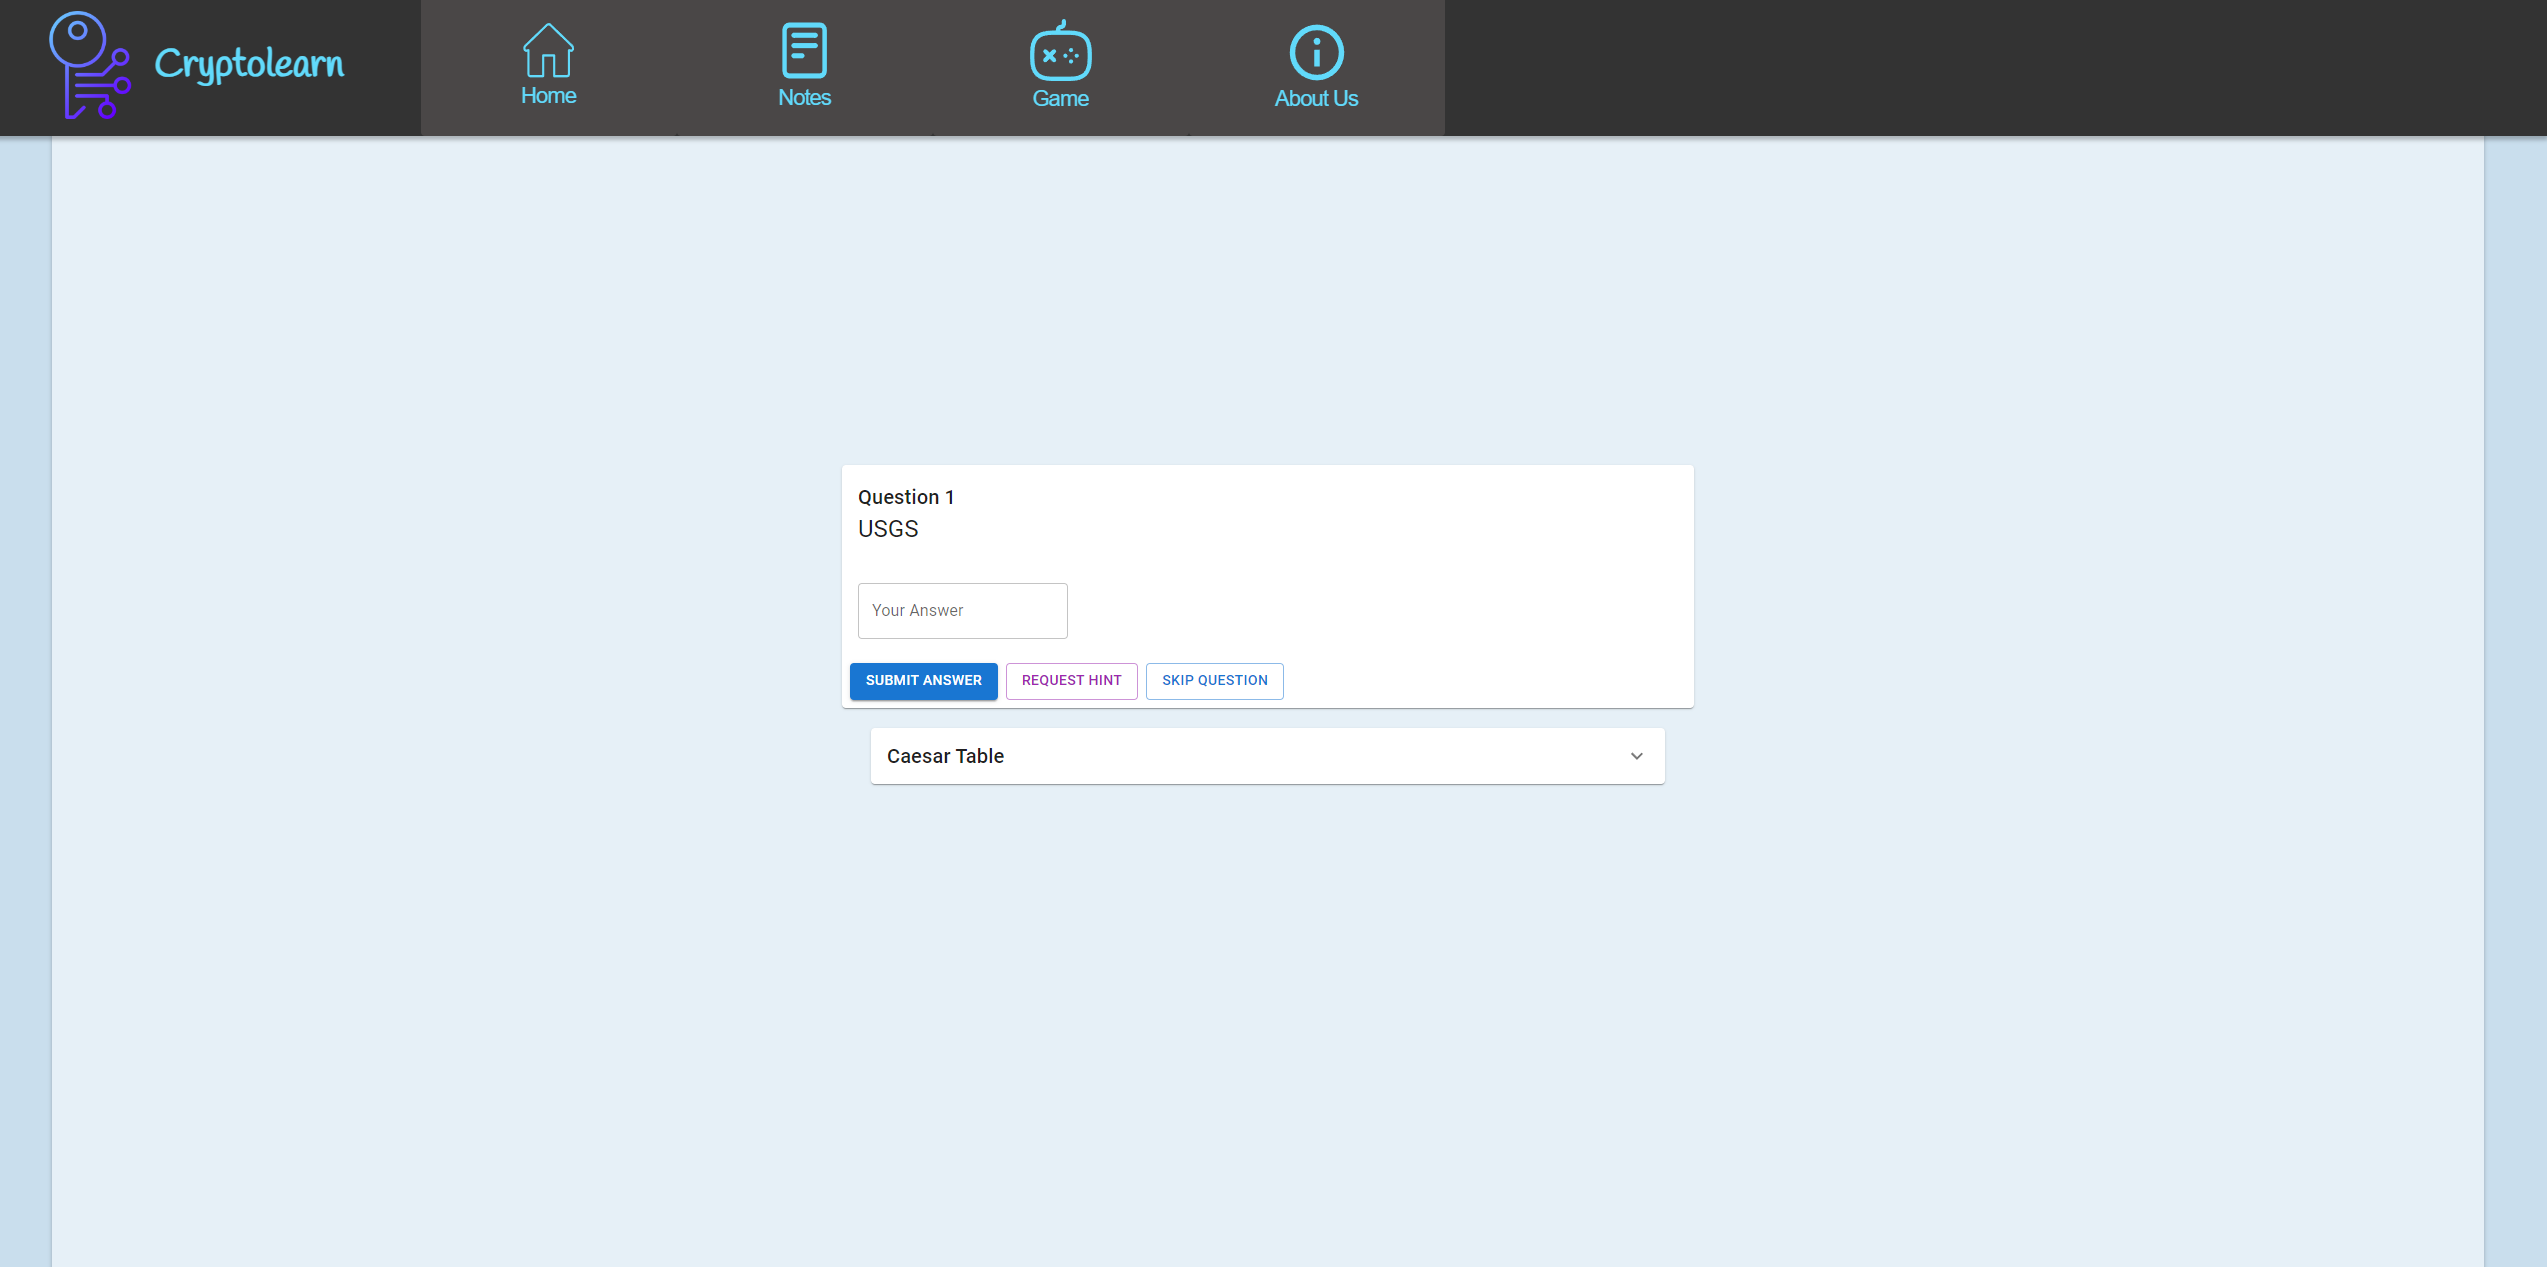 Cryptolearn
Home
Notes
Game
About Us
Question 1
USGS
Your Answer
SUBMIT ANSWER
REQUEST HINT
SKIP QUESTION
Caesar Table